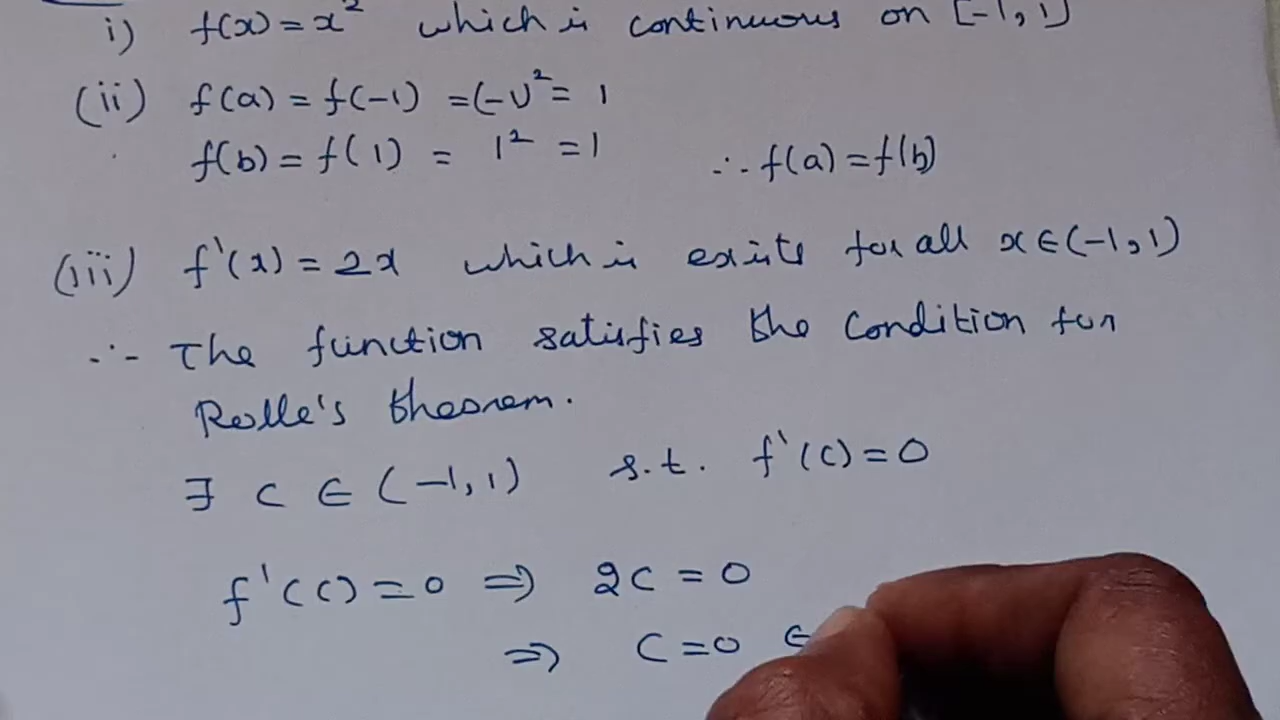 i) f(x) = x² which is continuous on [-1, 1]
(ii) f(a) = f(-1) = (-1)² = 1
f(b) = f(1) = 1² = 1 ∴ f(a) = f(b)
(iii) f'(x) = 2x which is exists for all x ∈ (-1, 1)
∴ The function satisfies the condition for
Rolle's theorem.
∃ c ∈ (-1, 1) s.t. f'(c) = 0
f'(c) = 0 ⇒ 2c = 0
⇒ c = 0 ∈